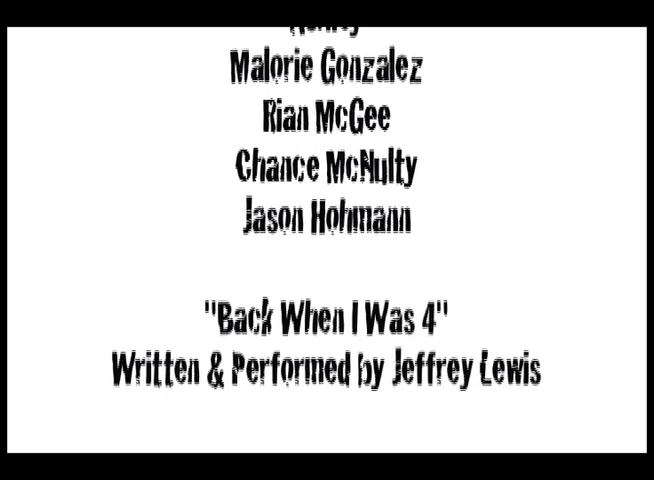 Malorie Gonzalez
Rian McGee
Chance McNulty
Jason Hohmann
"Back When I Was 4"
Written & Performed by Jeffrey Lewis